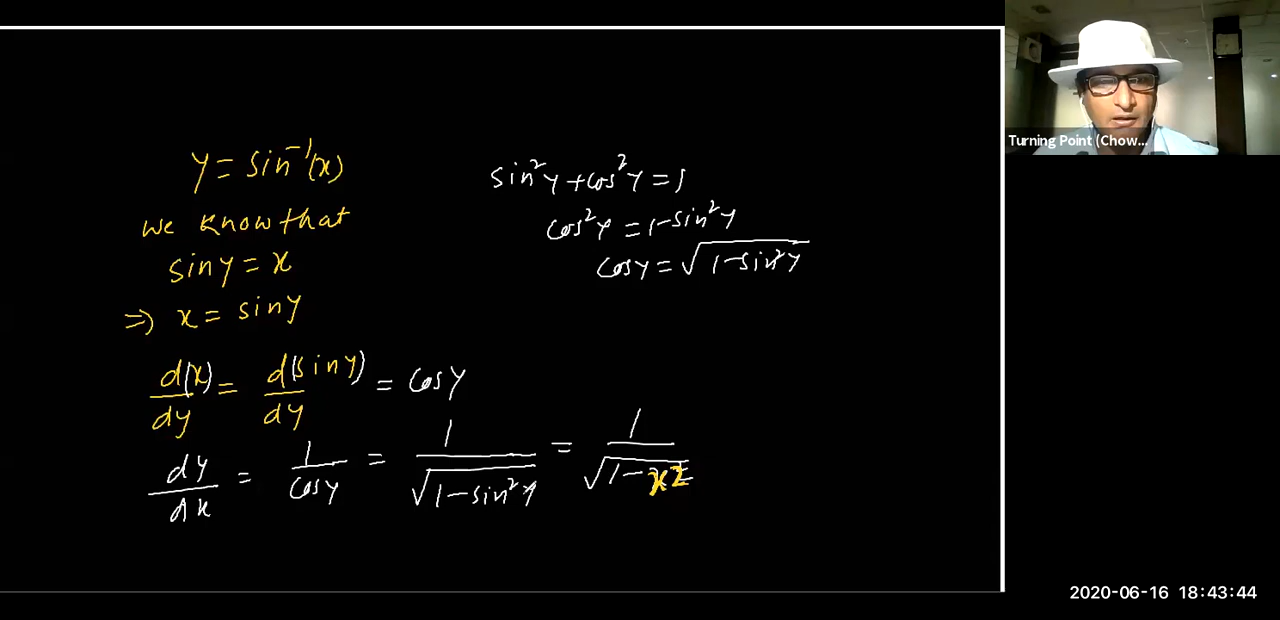 y = sin⁻¹(x)
we know that
sin y = x
⇒ x = sin y
d(x)/dy = d(sin y)/dy = cos y
dy/dx = 1/cos y = 1/√(1-sin²y) = 1/√(1-x²)
sin²y + cos²y = 1
cos²y = 1-sin²y
cos y = √(1-sin²y)
Turning Point (Chow...
2020-06-16 18:43:44